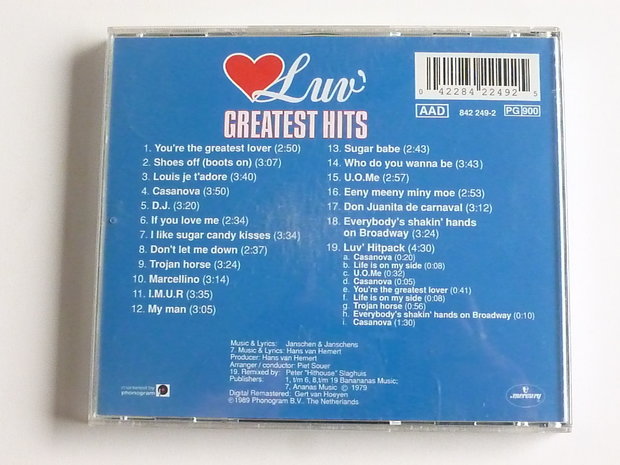 Luv'
GREATEST HITS
0 42284 22492 5
AAD 842 249-2 PG 900
1. You're the greatest lover (2:50)
2. Shoes off (boots on) (3:07)
3. Louis je t'adore (3:40)
4. Casanova (3:50)
5. D.J. (3:20)
6. If you love me (2:34)
7. I like sugar candy kisses (3:34)
8. Don't let me down (2:37)
9. Trojan horse (3:24)
10. Marcellino (3:14)
11. I.M.U.R (3:35)
12. My man (3:05)
13. Sugar babe (2:43)
14. Who do you wanna be (3:43)
15. U.O.Me (2:57)
16. Eeny meeny miny moe (2:53)
17. Don Juanita de carnaval (3:12)
18. Everybody's shakin' hands
on Broadway (3:24)
19. Luv' Hitpack (4:30)
a. Casanova (0:20)
b. Life is on my side (0:08)
c. U.O.Me (0:32)
d. Casanova (0:05)
e. You're the greatest lover (0:41)
f. Life is on my side (0:08)
g. Trojan horse (0:56)
h. Everybody's shakin' hands on Broadway (0:10)
i. Casanova (1:30)
Music & Lyrics: Janschen & Janschens
7. Music & Lyrics: Hans van Hemert
Producer: Hans van Hemert
Arranger / conductor: Piet Souer
19. Remixed by: Peter "Hithouse" Slaghuis
Publishers: 1, t/m 6, 8,t/m 19 Banananas Music;
7, Ananas Music ℗ 1979
Digital Remastered: Gert van Hoeyen
©1989 Phonogram B.V. The Netherlands
marketed by
phonogram
mercury